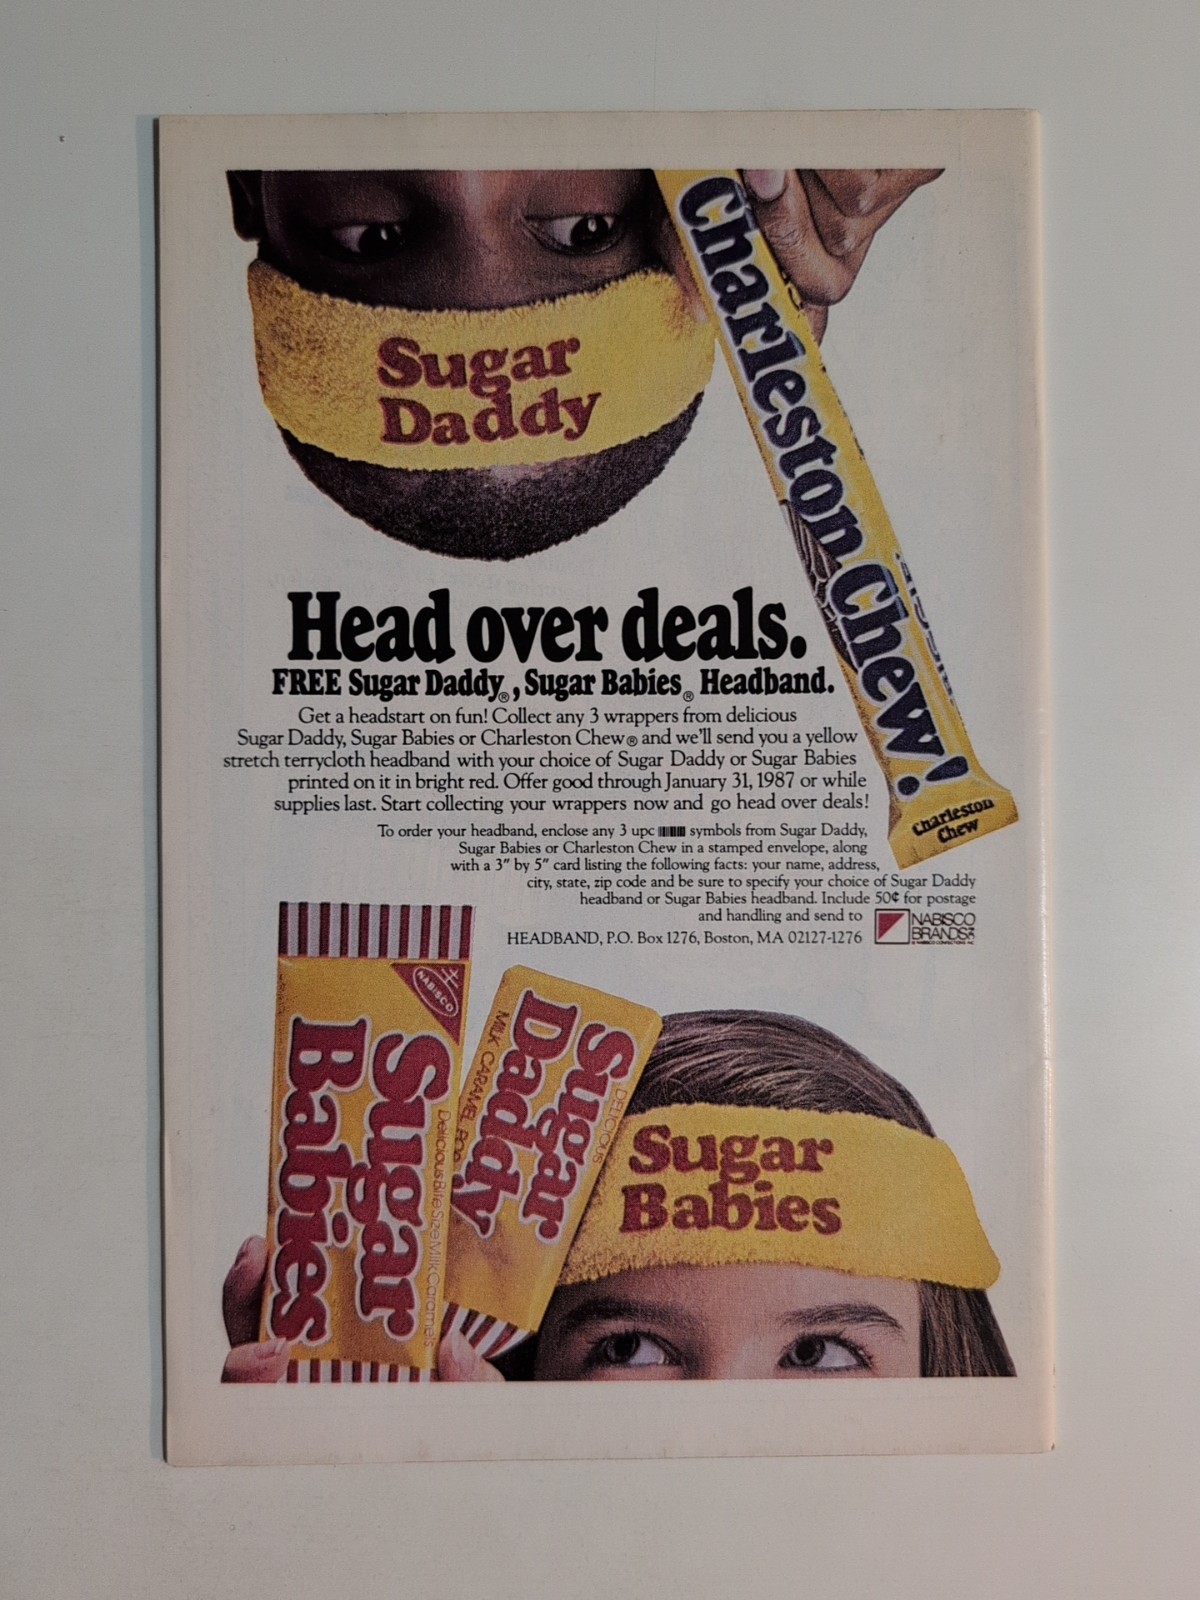 Sugar
Daddy
Charleston Chew!
Charleston
Chew
Head over deals.
FREE Sugar Daddy®, Sugar Babies® Headband.
Get a headstart on fun! Collect any 3 wrappers from delicious
Sugar Daddy, Sugar Babies or Charleston Chew® and we'll send you a yellow
stretch terrycloth headband with your choice of Sugar Daddy or Sugar Babies
printed on it in bright red. Offer good through January 31, 1987 or while
supplies last. Start collecting your wrappers now and go head over deals!
To order your headband, enclose any 3 upc symbols from Sugar Daddy,
Sugar Babies or Charleston Chew in a stamped envelope, along
with a 3″ by 5″ card listing the following facts: your name, address,
city, state, zip code and be sure to specify your choice of Sugar Daddy
headband or Sugar Babies headband. Include 50¢ for postage
and handling and send to
HEADBAND, P.O. Box 1276, Boston, MA 02127-1276
NABISCO
BRANDS
NABISCO
Sugar
Babies
Delicious Bite Size Milk Caramels
DELICIOUS
Sugar
Daddy
MILK CARAMEL POP
Sugar
Babies